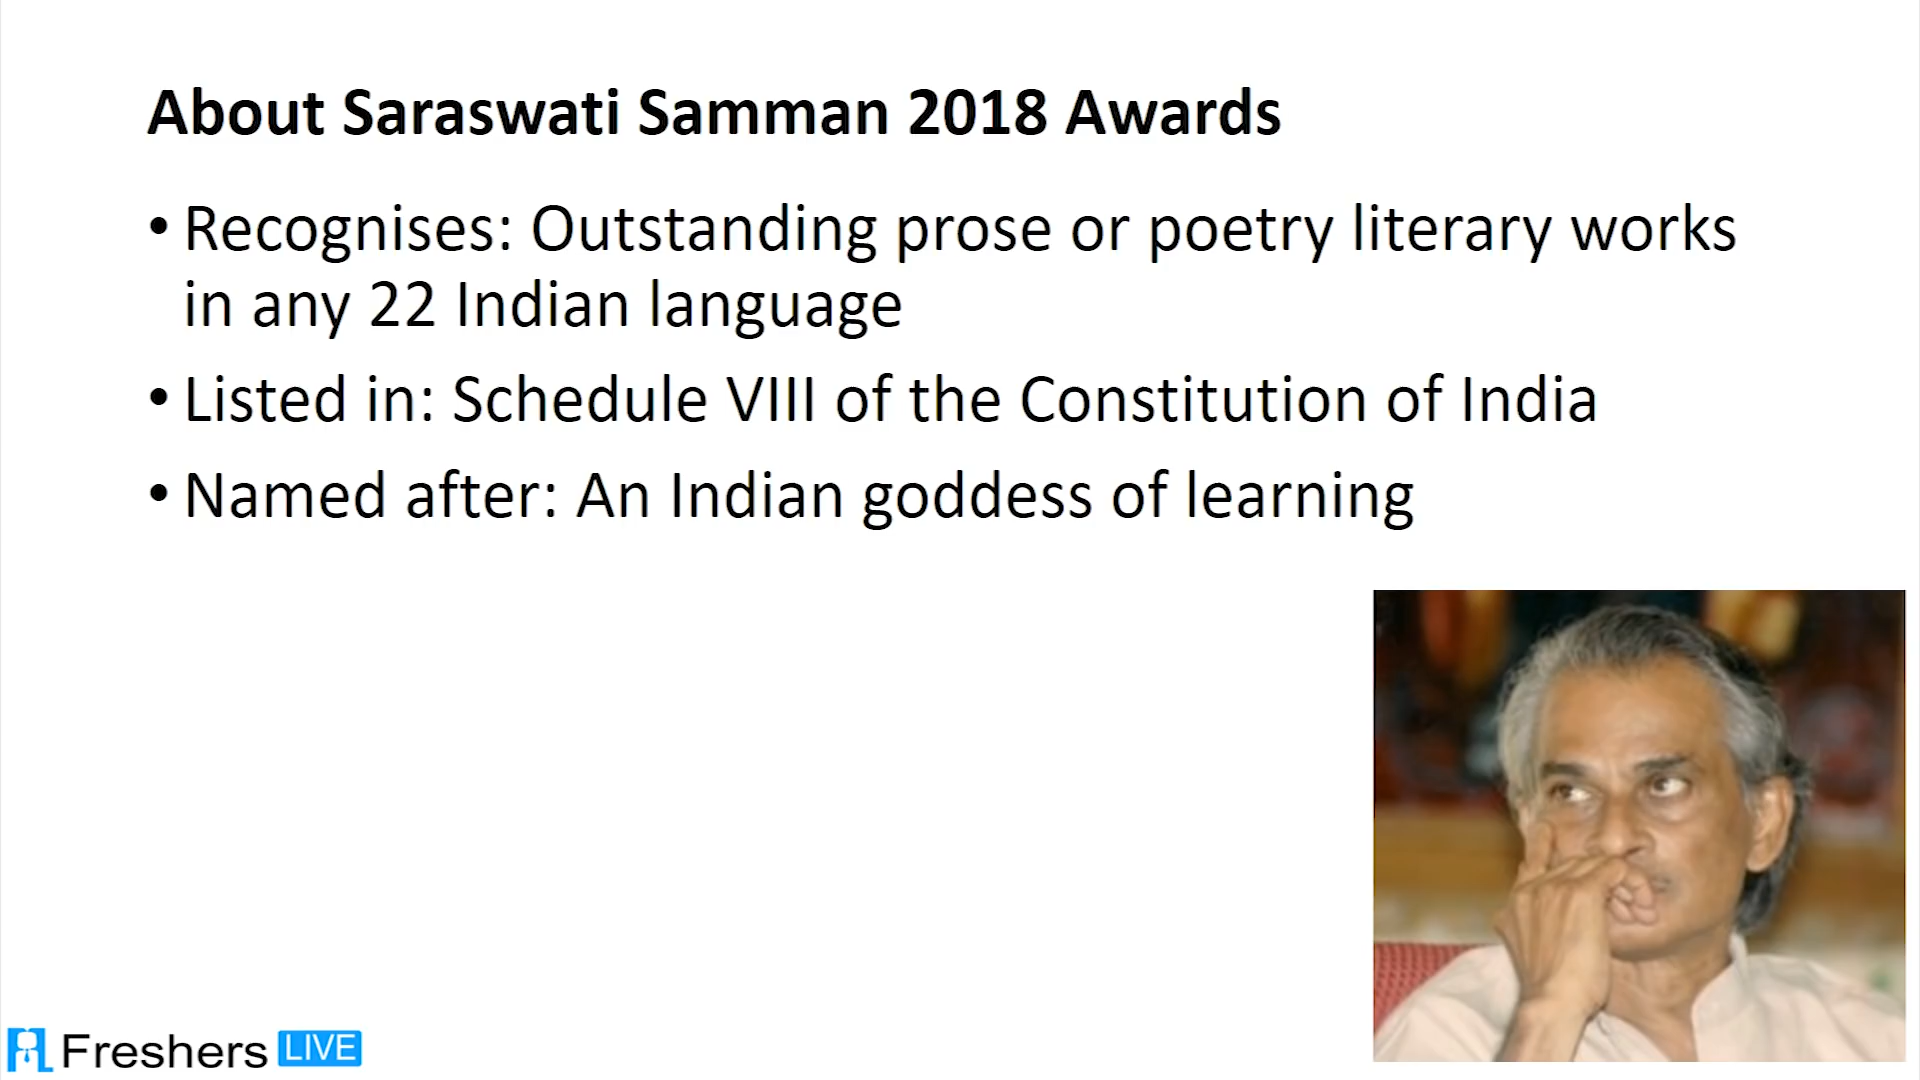 About Saraswati Samman 2018 Awards
• Recognises: Outstanding prose or poetry literary works
in any 22 Indian language
• Listed in: Schedule VIII of the Constitution of India
• Named after: An Indian goddess of learning
Freshers LIVE